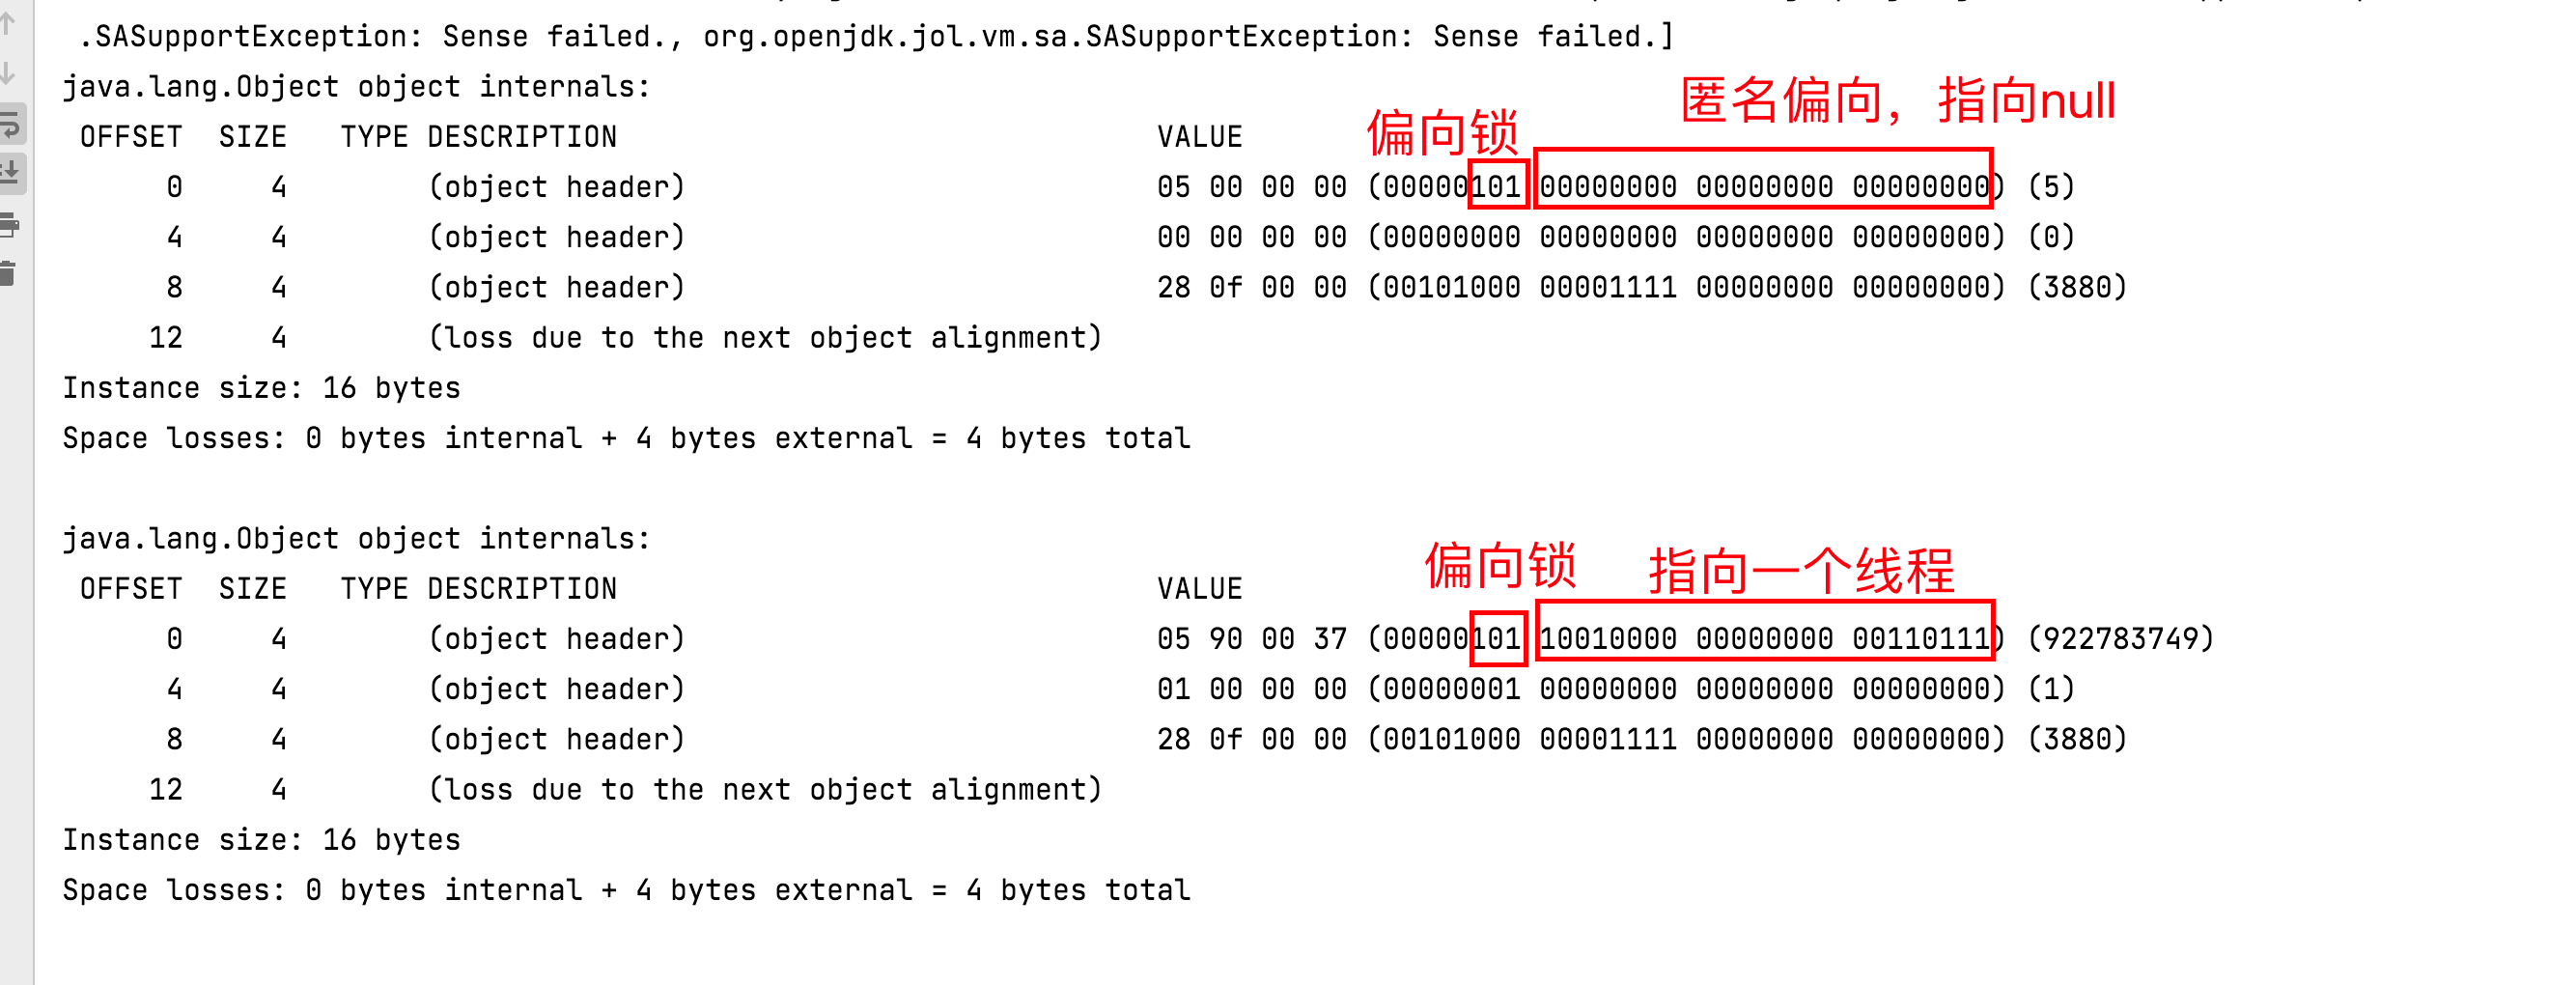 .SASupportException: Sense failed., org.openjdk.jol.vm.sa.SASupportException: Sense failed.]
java.lang.Object object internals:
匿名偏向，指向null
偏向锁
OFFSET  SIZE   TYPE DESCRIPTION                               VALUE
0     4        (object header)                           05 00 00 00 (00000101 00000000 00000000 00000000) (5)
4     4        (object header)                           00 00 00 00 (00000000 00000000 00000000 00000000) (0)
8     4        (object header)                           28 0f 00 00 (00101000 00001111 00000000 00000000) (3880)
12     4        (loss due to the next object alignment)
Instance size: 16 bytes
Space losses: 0 bytes internal + 4 bytes external = 4 bytes total
java.lang.Object object internals:
偏向锁 指向一个线程
OFFSET  SIZE   TYPE DESCRIPTION                               VALUE
0     4        (object header)                           05 90 00 37 (00000101 10010000 00000000 00110111) (922783749)
4     4        (object header)                           01 00 00 00 (00000001 00000000 00000000 00000000) (1)
8     4        (object header)                           28 0f 00 00 (00101000 00001111 00000000 00000000) (3880)
12     4        (loss due to the next object alignment)
Instance size: 16 bytes
Space losses: 0 bytes internal + 4 bytes external = 4 bytes total